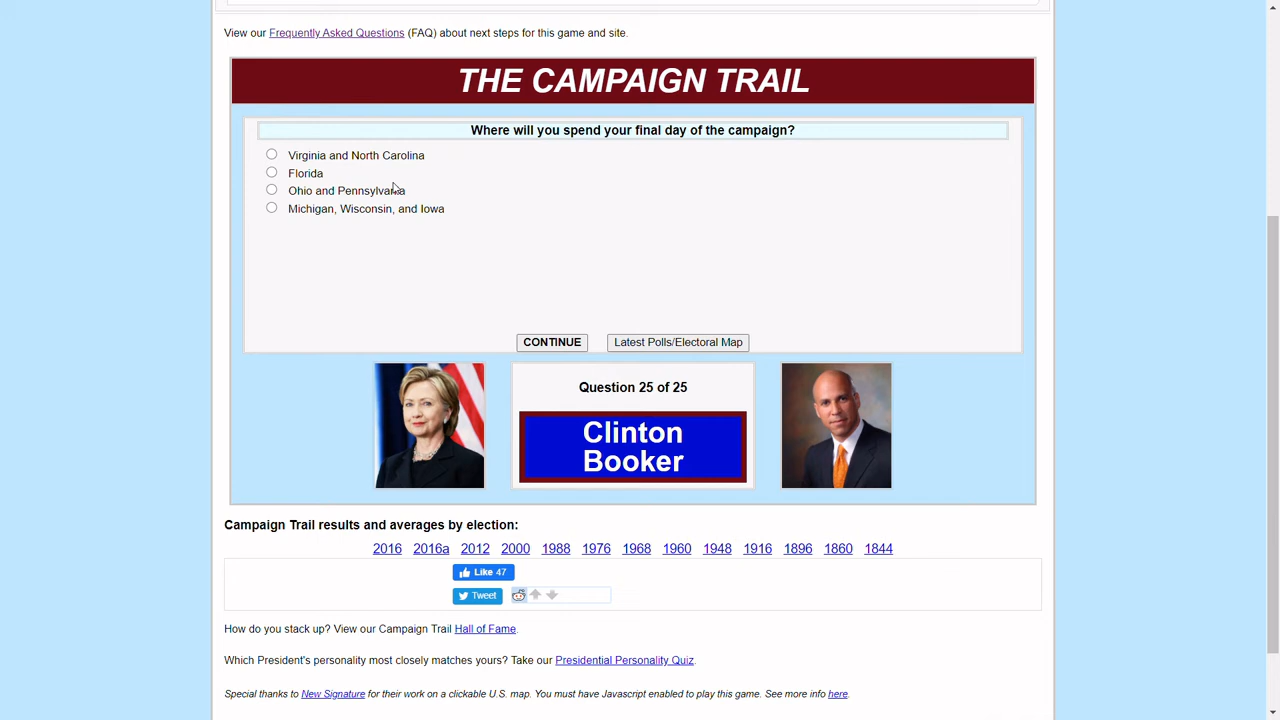 View our Frequently Asked Questions (FAQ) about next steps for this game and site.
THE CAMPAIGN TRAIL
Where will you spend your final day of the campaign?
Virginia and North Carolina
Florida
Ohio and Pennsylvania
Michigan, Wisconsin, and Iowa
CONTINUE Latest Polls/Electoral Map
Question 25 of 25
Clinton
Booker
Campaign Trail results and averages by election:
2016 2016a 2012 2000 1988 1976 1968 1960 1948 1916 1896 1860 1844
Like 47
Tweet
How do you stack up? View our Campaign Trail Hall of Fame.
Which President's personality most closely matches yours? Take our Presidential Personality Quiz.
Special thanks to New Signature for their work on a clickable U.S. map. You must have Javascript enabled to play this game. See more info here.